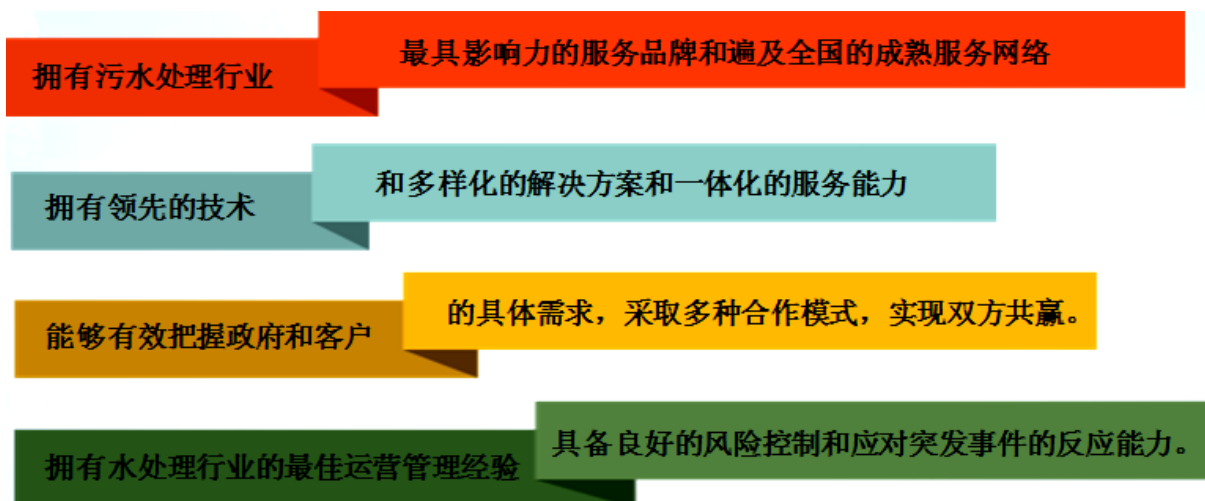 拥有污水处理行业
最具影响力的服务品牌和遍及全国的成熟服务网络
拥有领先的技术
和多样化的解决方案和一体化的服务能力
能够有效把握政府和客户
的具体需求，采取多种合作模式，实现双方共赢。
拥有水处理行业的最佳运营管理经验
具备良好的风险控制和应对突发事件的反应能力。